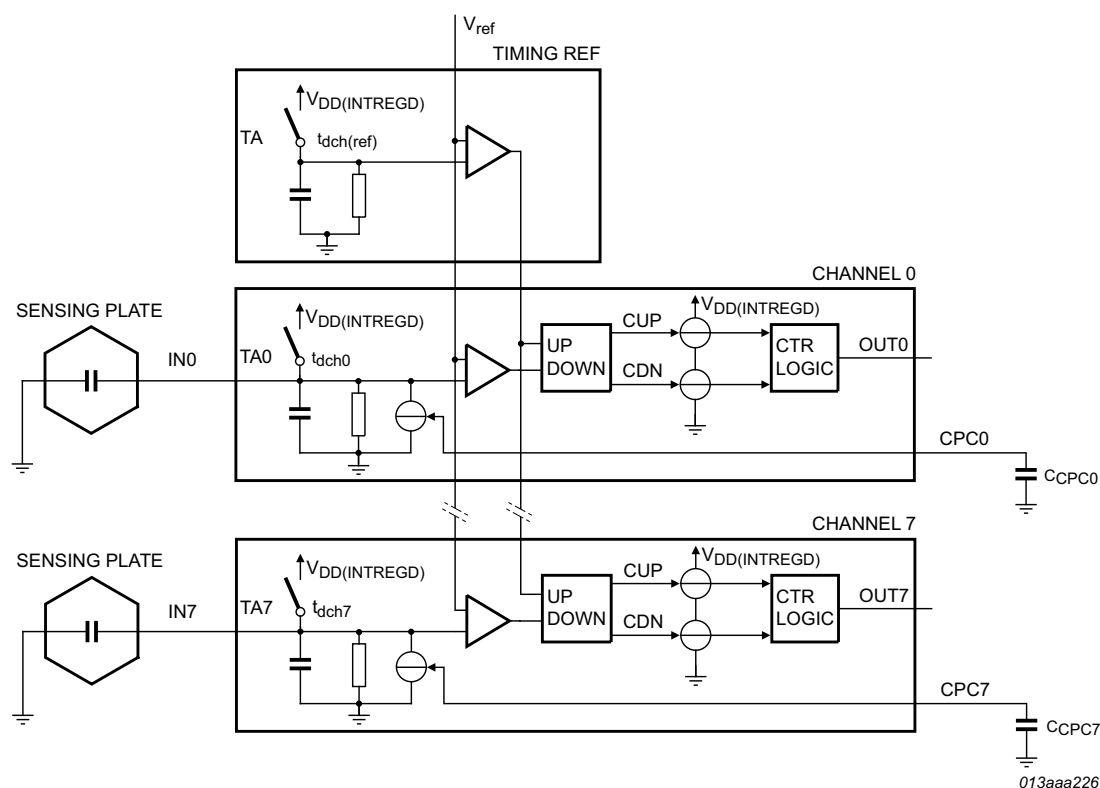 Vref
TIMING REF
VDD(INTREGD)
TA
tdch(ref)
CHANNEL 0
SENSING PLATE
VDD(INTREGD)
VDD(INTREGD)
IN0
TA0
tdch0
UP
DOWN
CUP
CDN
CTR
LOGIC
OUT0
CPC0
CCPC0
CHANNEL 7
SENSING PLATE
VDD(INTREGD)
VDD(INTREGD)
IN7
TA7
tdch7
UP
DOWN
CUP
CDN
CTR
LOGIC
OUT7
CPC7
CCPC7
013aaa226